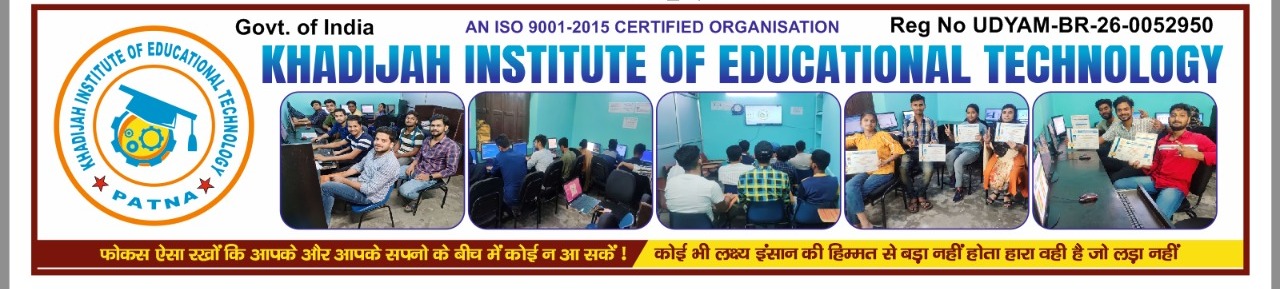 Govt. of India
AN ISO 9001-2015 CERTIFIED ORGANISATION
Reg No UDYAM-BR-26-0052950
KHADIJAH INSTITUTE OF EDUCATIONAL TECHNOLOGY
KHADIJAH INSTITUTE OF EDUCATIONAL TECHNOLOGY
PATNA
फोकस ऐसा रखों कि आपके और आपके सपनो के बीच में कोई न आ सकें !
कोई भी लक्ष्य इंसान की हिम्मत से बड़ा नहीं होता हारा वही है जो लड़ा नहीं